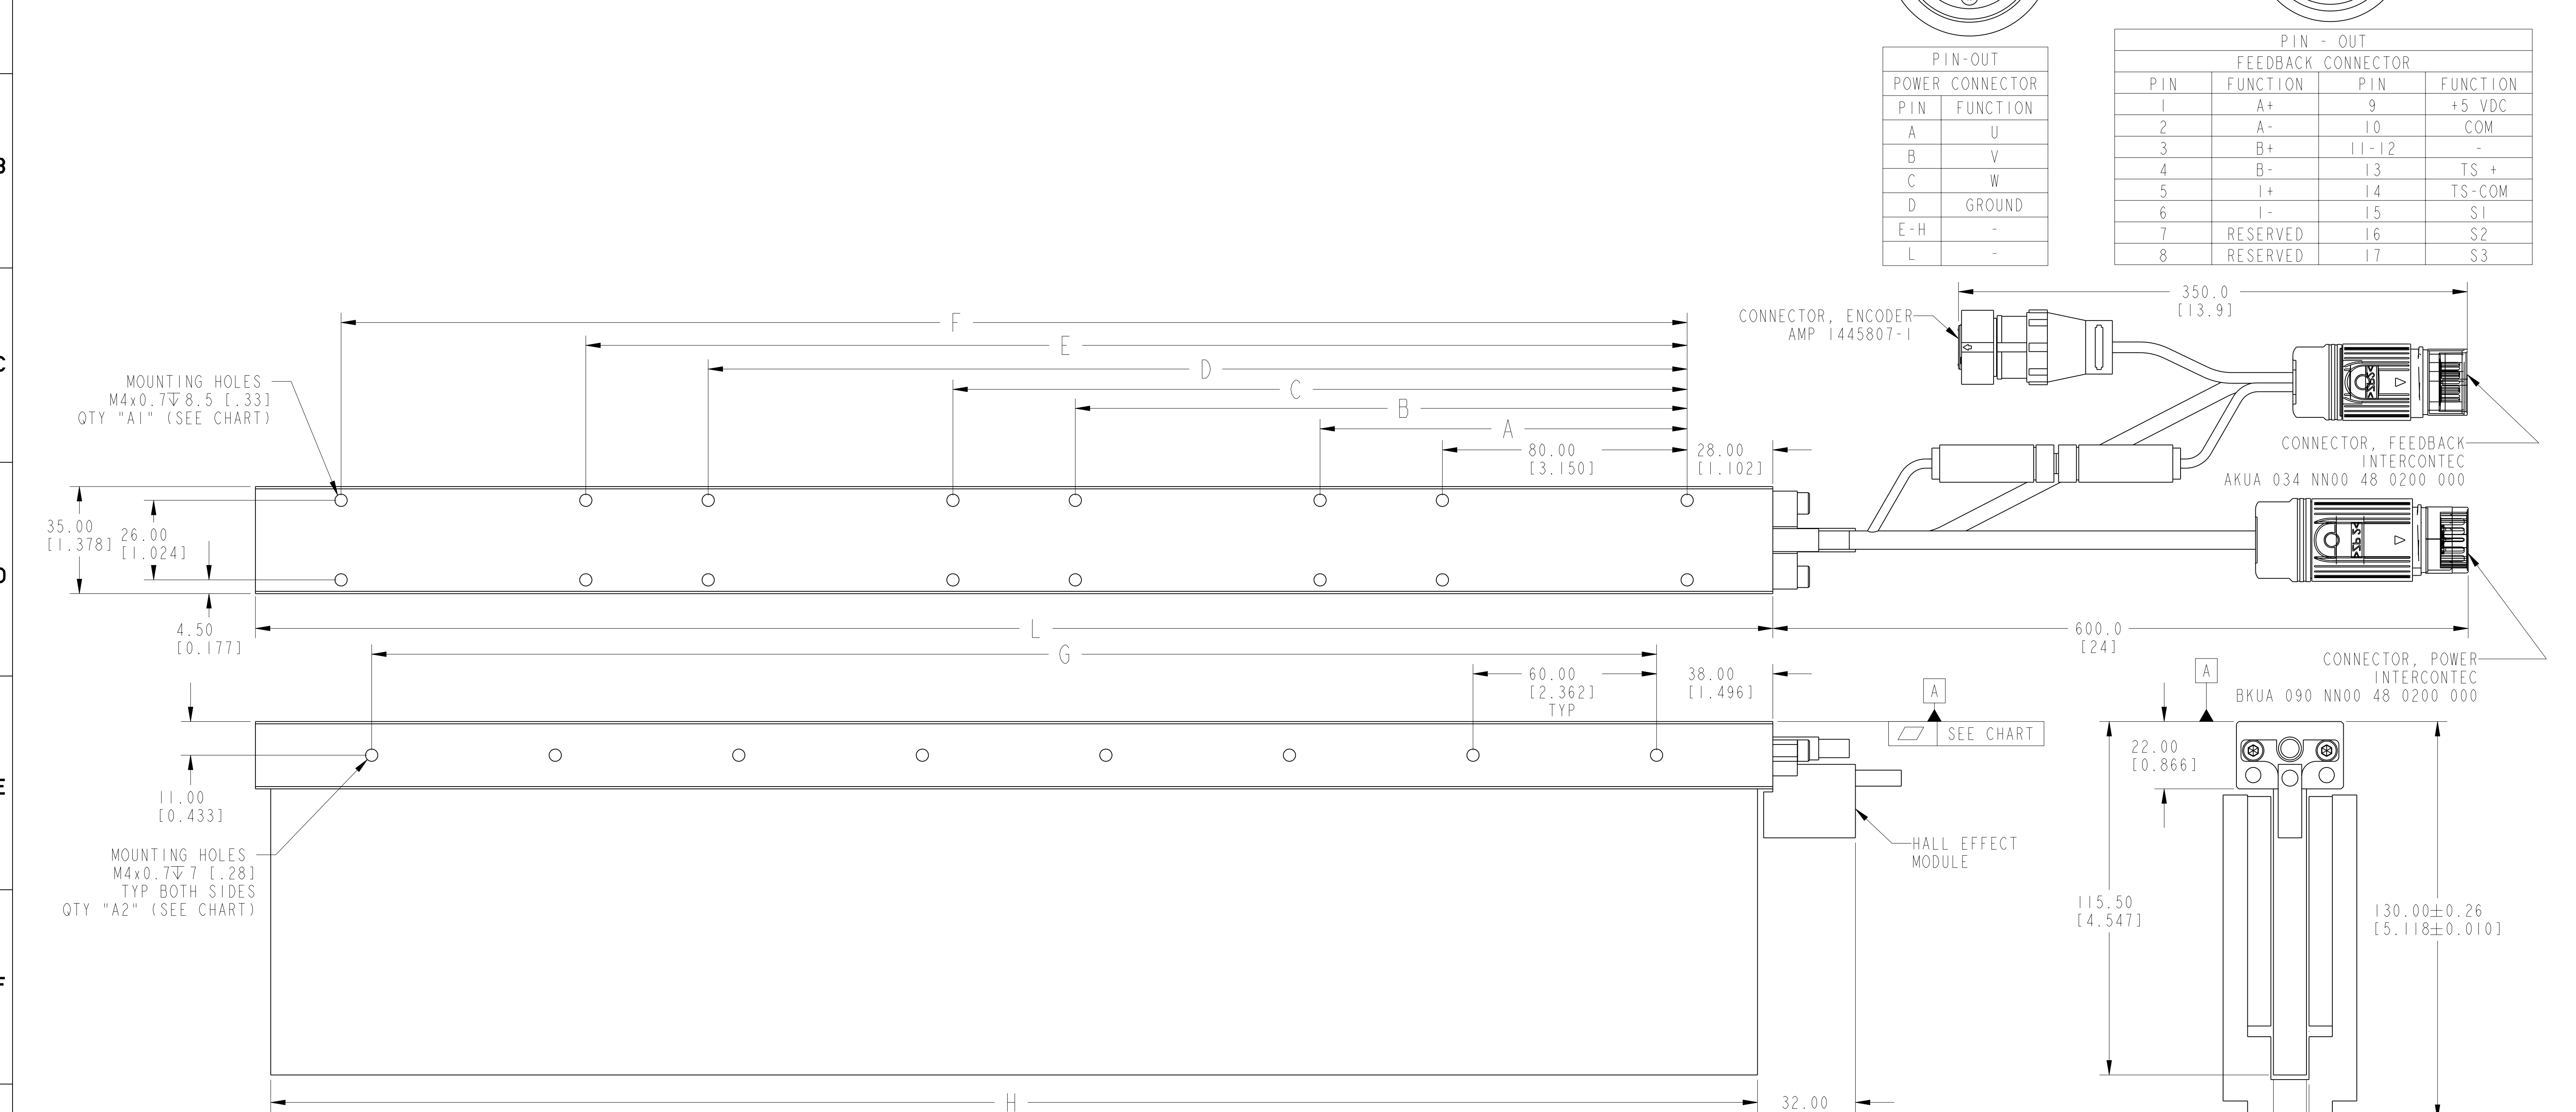 PIN-OUT
POWER CONNECTOR
PIN FUNCTION
A U
B V
C W
D GROUND
E-H -
L -
PIN - OUT
FEEDBACK CONNECTOR
PIN FUNCTION PIN FUNCTION
1 A+ 9 +5 VDC
2 A- 10 COM
3 B+ 11-12 -
4 B- 13 TS +
5 I+ 14 TS-COM
6 I- 15 S1
7 RESERVED 16 S2
8 RESERVED 17 S3
B
C
D
E
F
F
E
D
C
B
A
80.00
[3.150]
28.00
[1.102]
MOUNTING HOLES
M4x0.7↧8.5 [.33]
QTY "A1" (SEE CHART)
35.00
[1.378]
26.00
[1.024]
4.50
[0.177]
L
CONNECTOR, ENCODER
AMP 1445807-1
350.0
[13.9]
CONNECTOR, FEEDBACK
INTERCONTEC
AKUA 034 NN00 48 0200 000
600.0
[24]
CONNECTOR, POWER
INTERCONTEC
BKUA 090 NN00 48 0200 000
G
60.00
[2.362]
TYP
38.00
[1.496]
A
SEE CHART
A
11.00
[0.433]
MOUNTING HOLES
M4x0.7↧7 [.28]
TYP BOTH SIDES
QTY "A2" (SEE CHART)
HALL EFFECT
MODULE
22.00
[0.866]
115.50
[4.547]
130.00±0.26
[5.118±0.010]
H
32.00